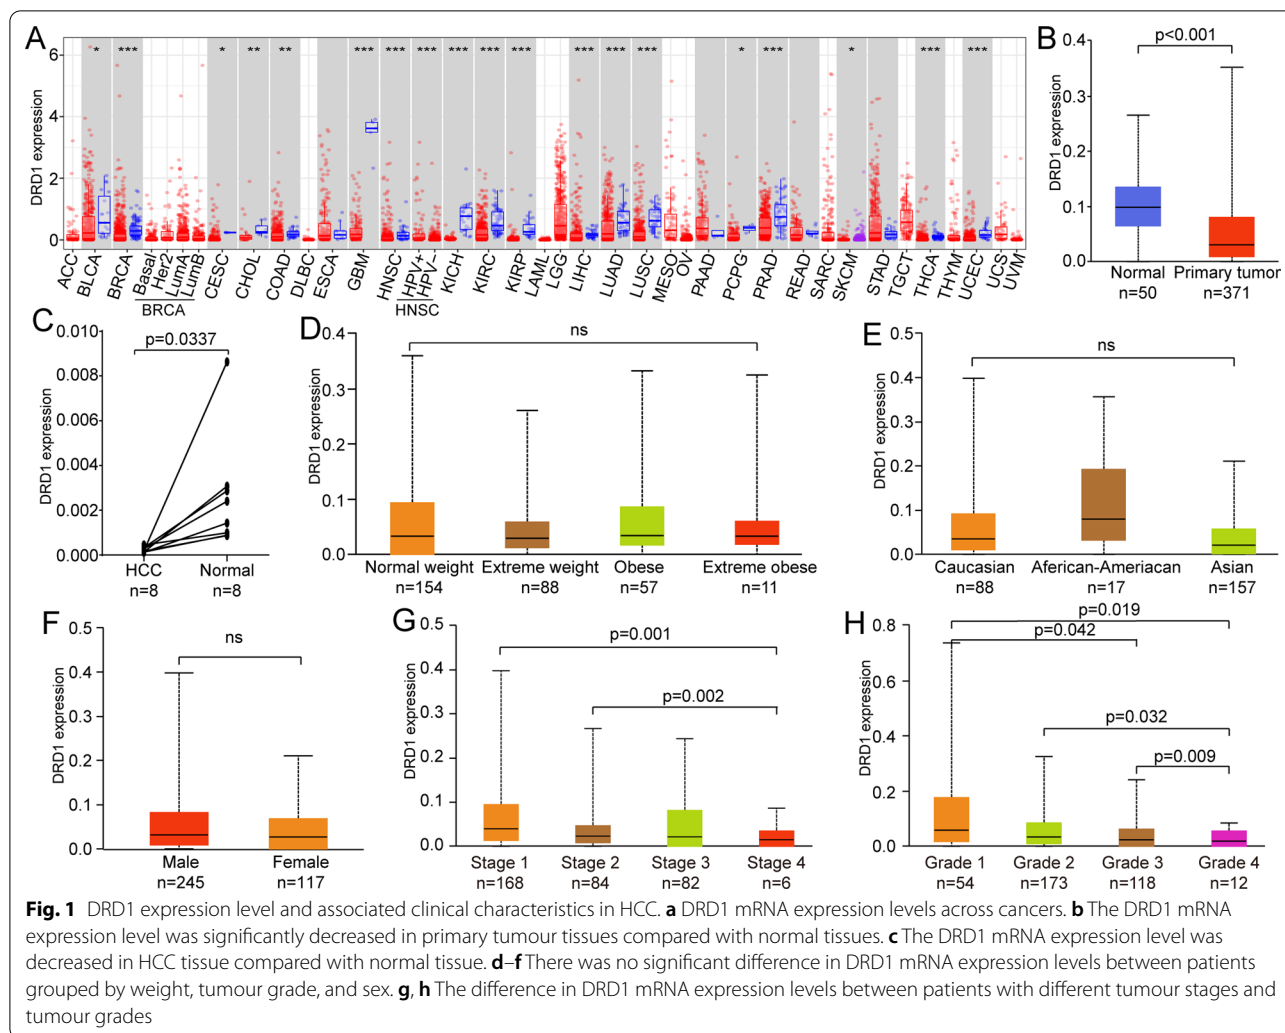 A
DRD1 expression
6
4
2
0
* *** * ** ** *** *** *** *** *** *** *** *** *** * *** * *** ***
ACC BLCA BRCA Basal Her2 LumA LumB CESC CHOL COAD DLBC ESCA GBM HNSC HPV+ HPV- KICH KIRC KIRP LAML LGG LIHC LUAD LUSC MESO OV PAAD PCPG PRAD READ SARC SKCM STAD TGCT THCA THYM UCEC UCS UVM
BRCA HNSC
B
DRD1 expression
0.4
0.3
0.2
0.1
0.0
p<0.001
Normal Primary tumor
n=50 n=371
C
DRD1 expression
0.010
0.008
0.006
0.004
0.002
0.000
p=0.0337
HCC Normal
n=8 n=8
D
DRD1 expression
0.4
0.3
0.2
0.1
0.0
ns
Normal weight Extreme weight Obese Extreme obese
n=154 n=88 n=57 n=11
E
DRD1 expression
0.5
0.4
0.3
0.2
0.1
0.0
ns
Caucasian Aferican-Ameriacan Asian
n=88 n=17 n=157
F
DRD1 expression
0.5
0.4
0.3
0.2
0.1
0.0
ns
Male Female
n=245 n=117
G
DRD1 expression
0.5
0.4
0.3
0.2
0.1
0.0
p=0.001
p=0.002
Stage 1 Stage 2 Stage 3 Stage 4
n=168 n=84 n=82 n=6
H
DRD1 expression
0.8
0.6
0.4
0.2
0.0
p=0.019
p=0.042
p=0.032
p=0.009
Grade 1 Grade 2 Grade 3 Grade 4
n=54 n=173 n=118 n=12
Fig. 1 DRD1 expression level and associated clinical characteristics in HCC. a DRD1 mRNA expression levels across cancers. b The DRD1 mRNA
expression level was significantly decreased in primary tumour tissues compared with normal tissues. c The DRD1 mRNA expression level was
decreased in HCC tissue compared with normal tissue. d–f There was no significant difference in DRD1 mRNA expression levels between patients
grouped by weight, tumour grade, and sex. g, h The difference in DRD1 mRNA expression levels between patients with different tumour stages and
tumour grades